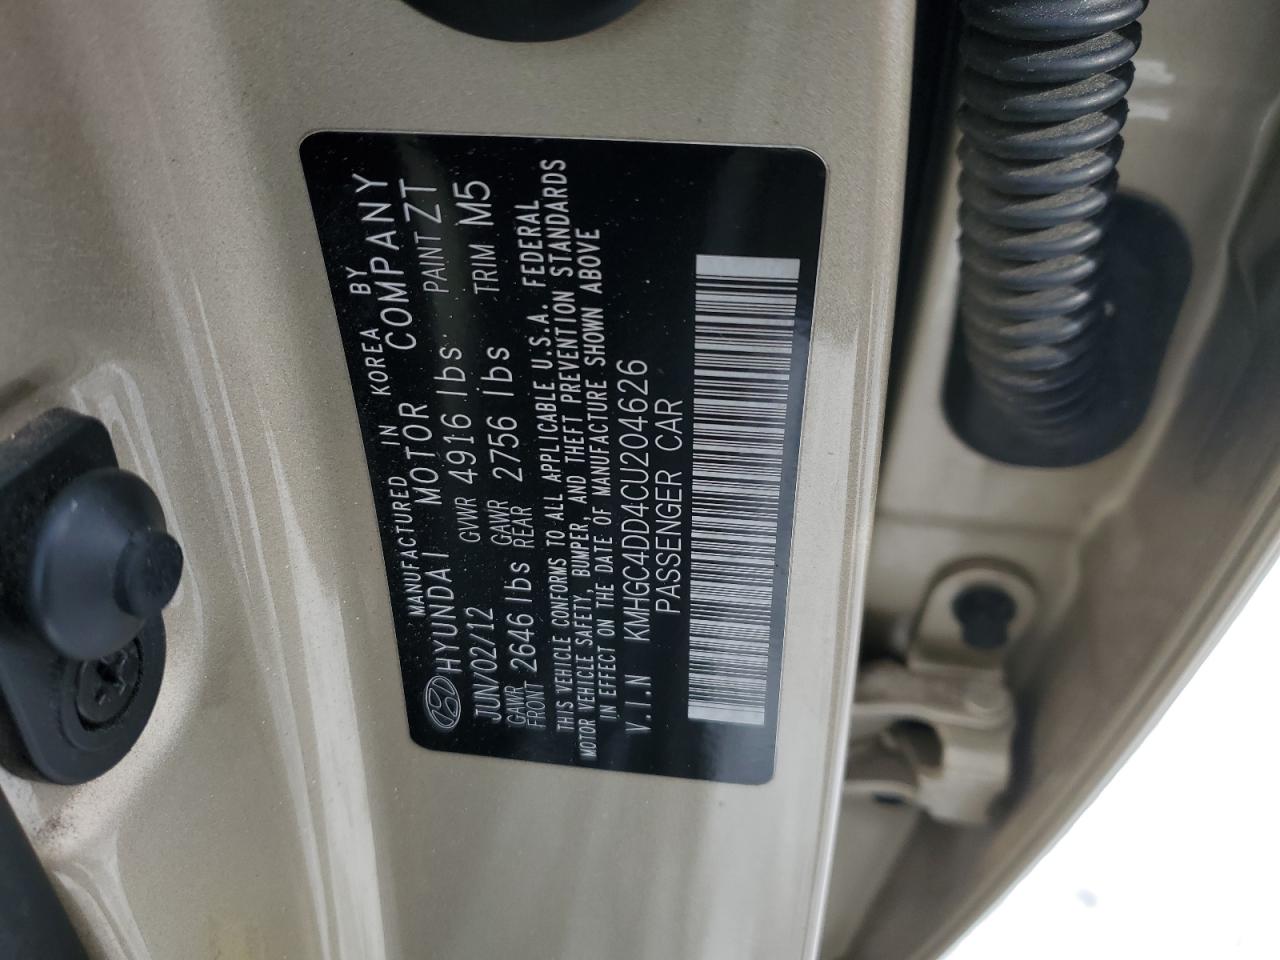 MANUFACTURED IN KOREA BY
HYUNDAI MOTOR COMPANY
JUN/02/12 GVWR 4916 lbs. PAINT ZT
GAWR FRONT 2646 lbs GAWR REAR 2756 lbs TRIM M5
THIS VEHICLE CONFORMS TO ALL APPLICABLE U.S.A. FEDERAL
MOTOR VEHICLE SAFETY, BUMPER, AND THEFT PREVENTION STANDARDS
IN EFFECT ON THE DATE OF MANUFACTURE SHOWN ABOVE
V.I.N KMHGC4DD4CU204626
PASSENGER CAR